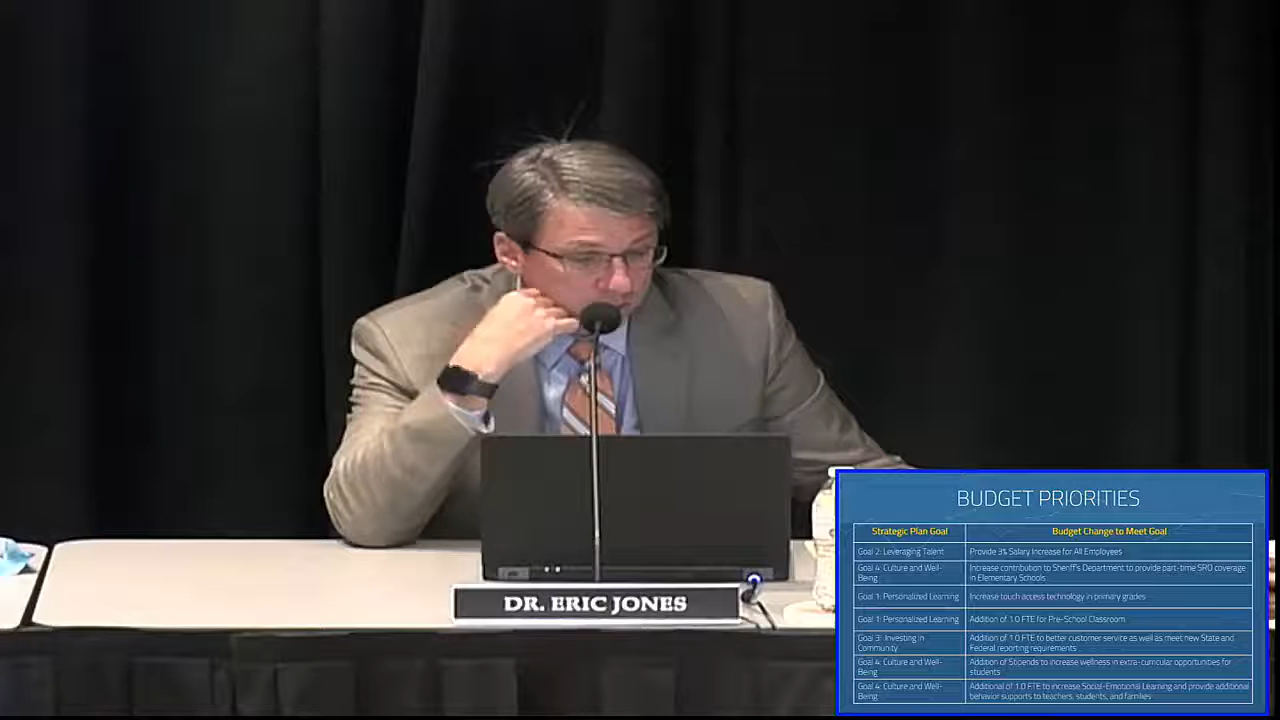 DR. ERIC JONES
BUDGET PRIORITIES
Strategic Plan Goal
Budget Change to Meet Goal
Goal 2: Leveraging Talent
Provide 3% Salary Increase for All Employees
Goal 4: Culture and Well-
Being
Increase contribution to Sheriff's Department to provide part-time SRO coverage
in Elementary Schools
Goal 1: Personalized Learning
Increase touch access technology in primary grades
Goal 1: Personalized Learning
Addition of 1.0 FTE for Pre-School Classroom
Goal 3: Investing in
Community
Addition of 1.0 FTE to better customer service as well as meet new State and
Federal reporting requirements
Goal 4: Culture and Well-
Being
Addition of Stipends to increase wellness in extra-curricular opportunities for
students
Goal 4: Culture and Well-
Being
Additional of 1.0 FTE to increase Social-Emotional Learning and provide additional
behavior supports to teachers, students, and families